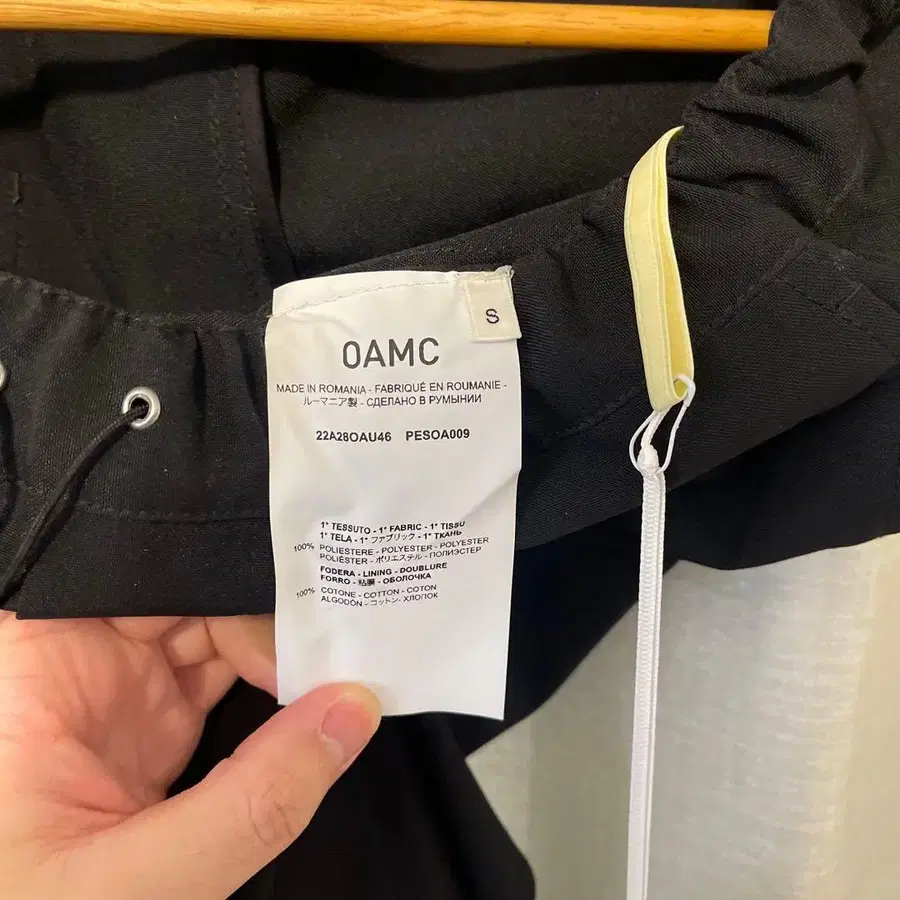 S
OAMC
MADE IN ROMANIA - FABRIQUÉ EN ROUMANIE -
ルーマニア製 - СДЕЛАНО В РУМЫНИИ
22A28OAU46 PESOA009
1* TESSUTO - 1* FABRIC - 1* TISSU
1* TELA - 1* ファブリック - 1* ТКАНЬ
100% POLIESTERE - POLYESTER - POLYESTER
POLIÉSTER - ポリエステル - ПОЛИЭСТЕР
FODERA - LINING - DOUBLURE
FORRO - 粘膜 - ОБОЛОЧКА
100% COTONE - COTTON - COTON
ALGODÓN - コットン- ХЛОПОК